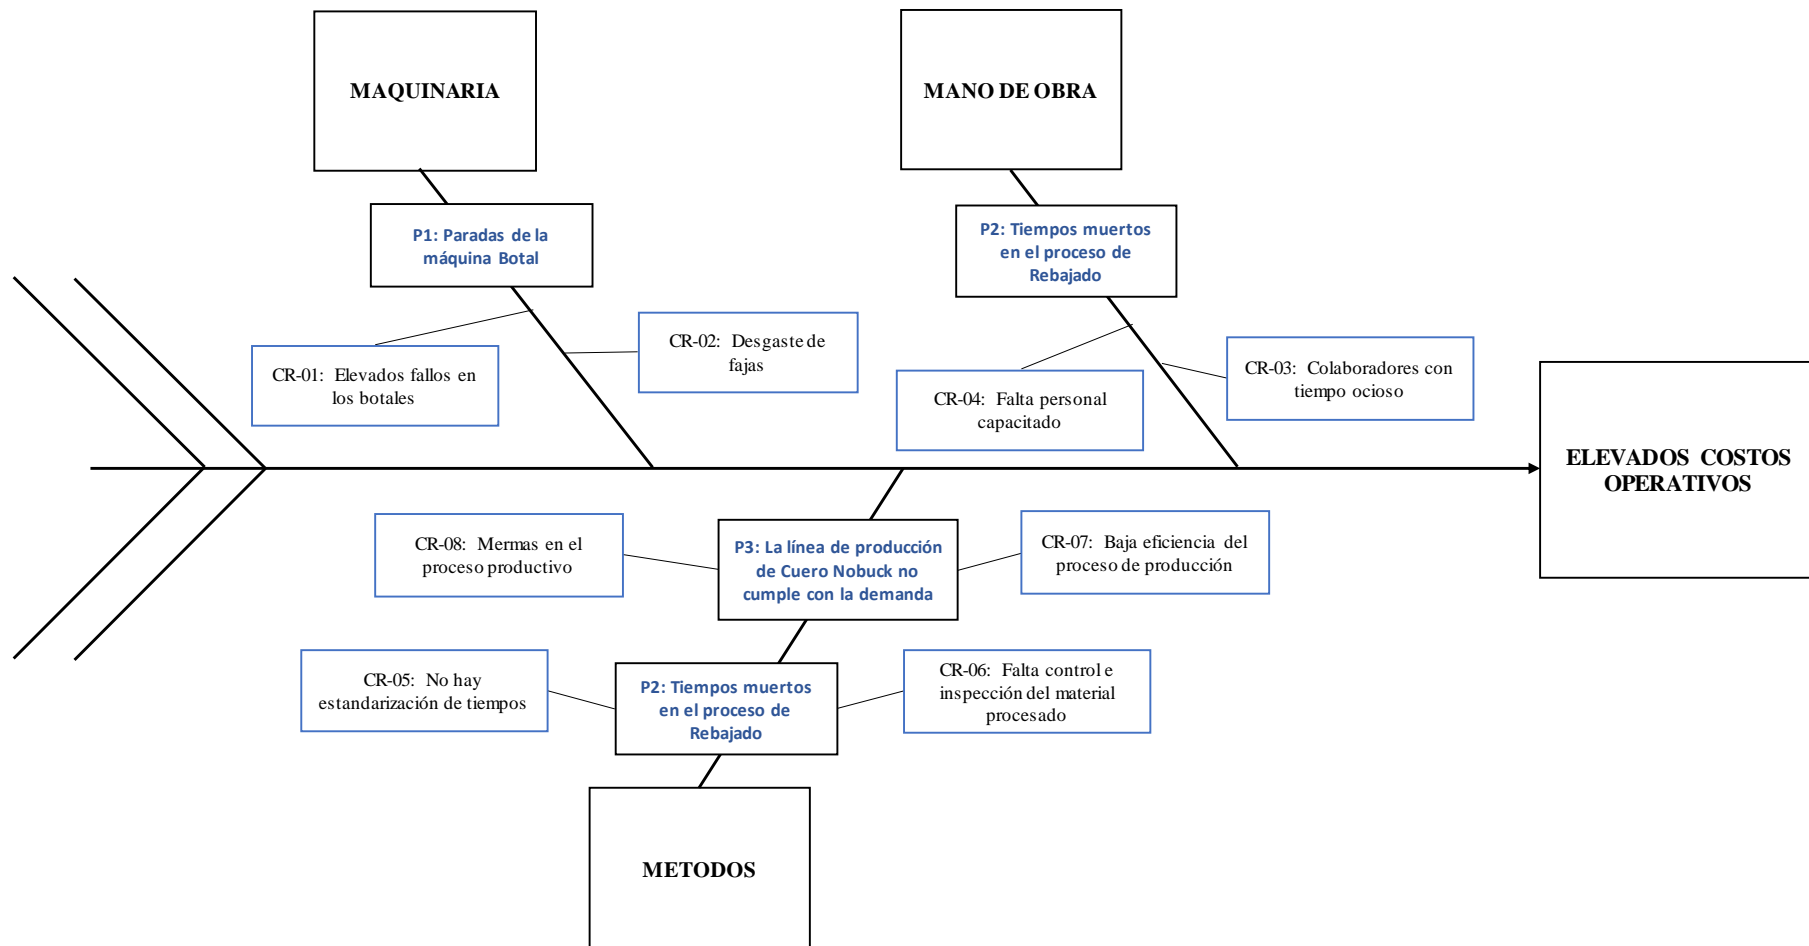 MAQUINARIA
MANO DE OBRA
P1: Paradas de la
máquina Botal
P2: Tiempos muertos
en el proceso de
Rebajado
CR-01: Elevados fallos en
los botales
CR-02: Desgaste de
fajas
CR-04: Falta personal
capacitado
CR-03: Colaboradores con
tiempo ocioso
ELEVADOS COSTOS
OPERATIVOS
CR-08: Mermas en el
proceso productivo
P3: La línea de producción
de Cuero Nobuck no
cumple con la demanda
CR-07: Baja eficiencia del
proceso de producción
CR-05: No hay
estandarización de tiempos
P2: Tiempos muertos
en el proceso de
Rebajado
CR-06: Falta control e
inspección del material
procesado
METODOS